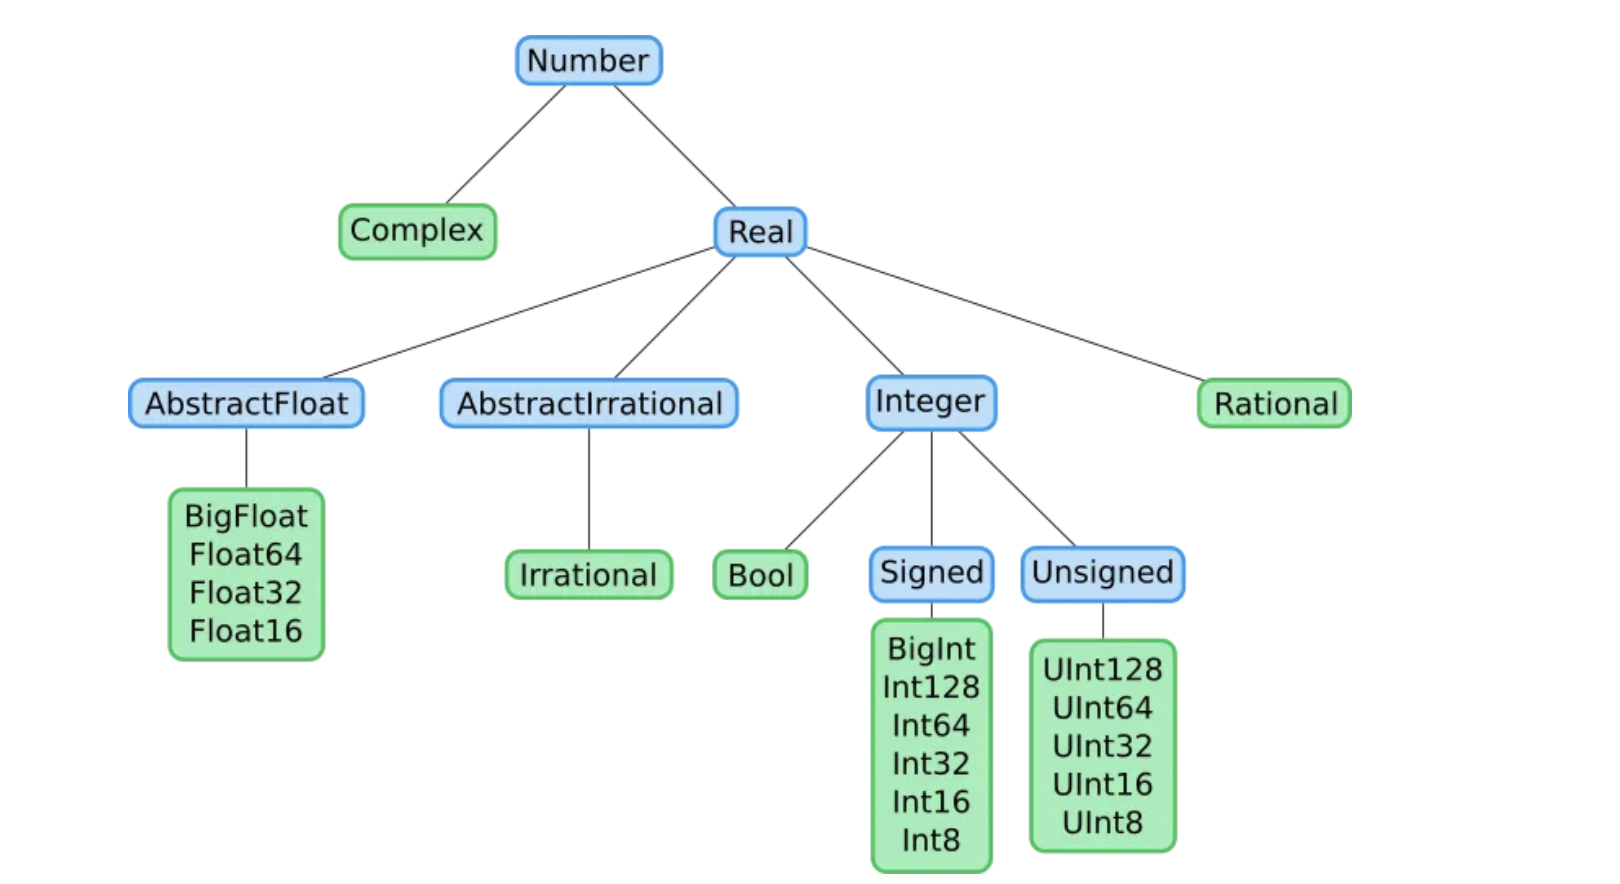 Number
Complex
Real
AbstractFloat
AbstractIrrational
Integer
Rational
BigFloat
Float64
Float32
Float16
Irrational
Bool
Signed
Unsigned
BigInt
Int128
Int64
Int32
Int16
Int8
UInt128
UInt64
UInt32
UInt16
UInt8